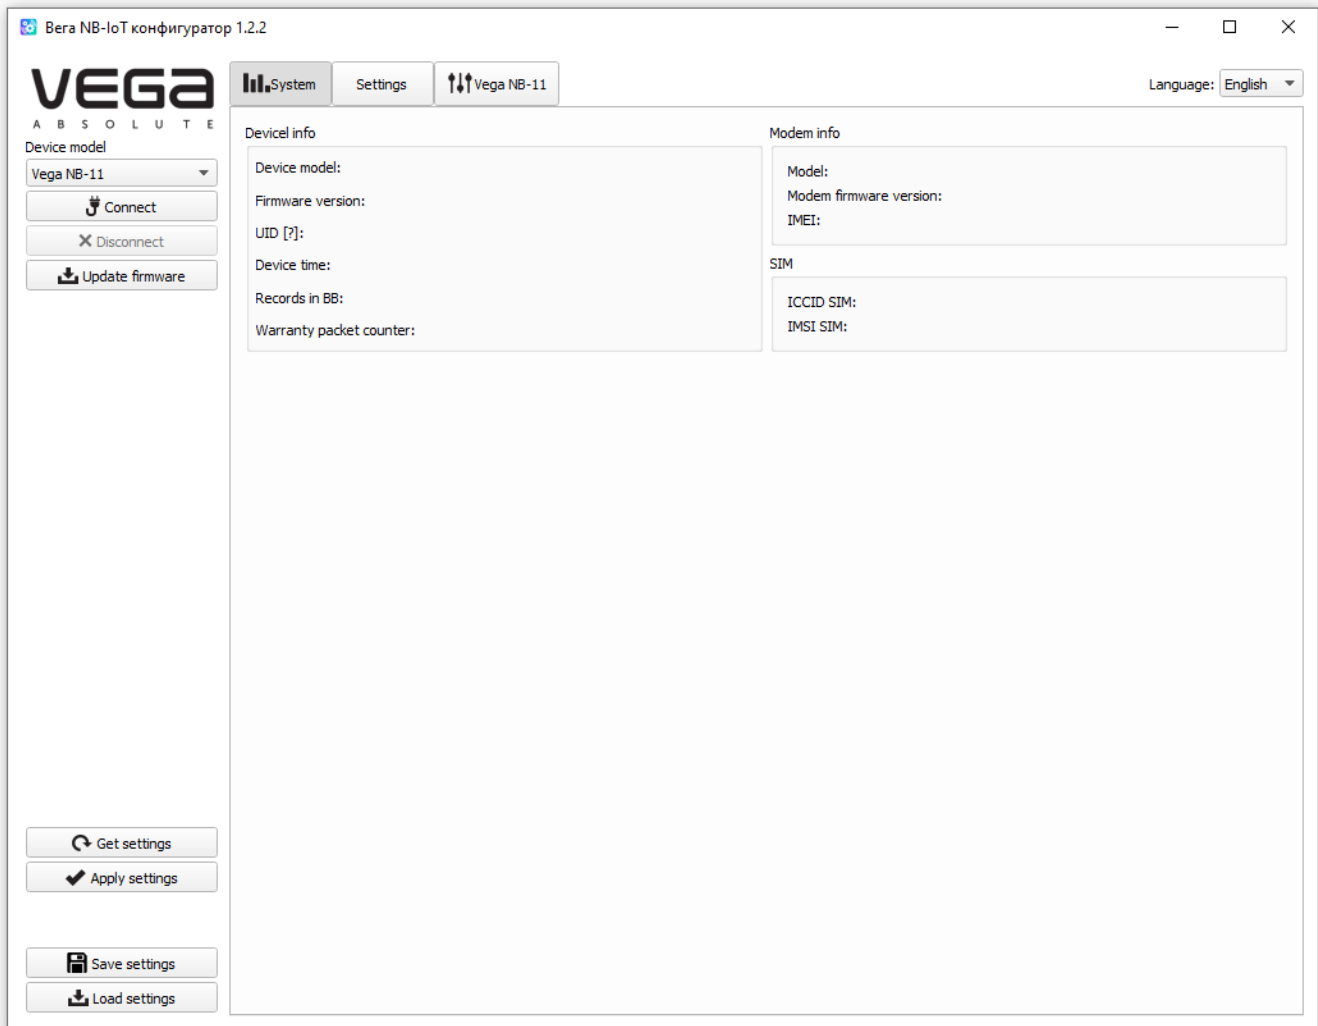 Вега NB-IoT конфигуратор 1.2.2
VEGA
ABSOLUTE
Device model
Vega NB-11
Connect
Disconnect
Update firmware
Get settings
Apply settings
Save settings
Load settings
System
Settings
Vega NB-11
Language: English
Devicel info
Device model:
Firmware version:
UID [?]:
Device time:
Records in BB:
Warranty packet counter:
Modem info
Model:
Modem firmware version:
IMEI:
SIM
ICCID SIM:
IMSI SIM: